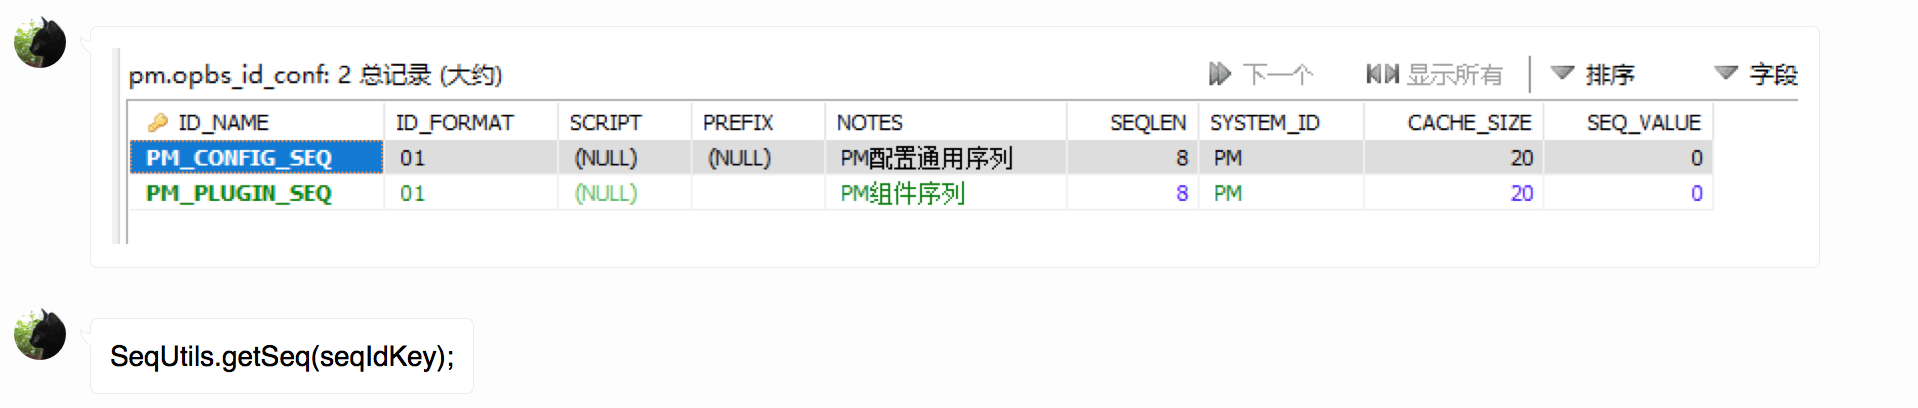 pm.opbs_id_conf: 2 总记录 (大约) 下一个 显示所有 排序 字段
ID_NAME ID_FORMAT SCRIPT PREFIX NOTES SEQLEN SYSTEM_ID CACHE_SIZE SEQ_VALUE
PM_CONFIG_SEQ 01 (NULL) (NULL) PM配置通用序列 8 PM 20 0
PM_PLUGIN_SEQ 01 (NULL) PM组件序列 8 PM 20 0
SeqUtils.getSeq(seqIdKey);